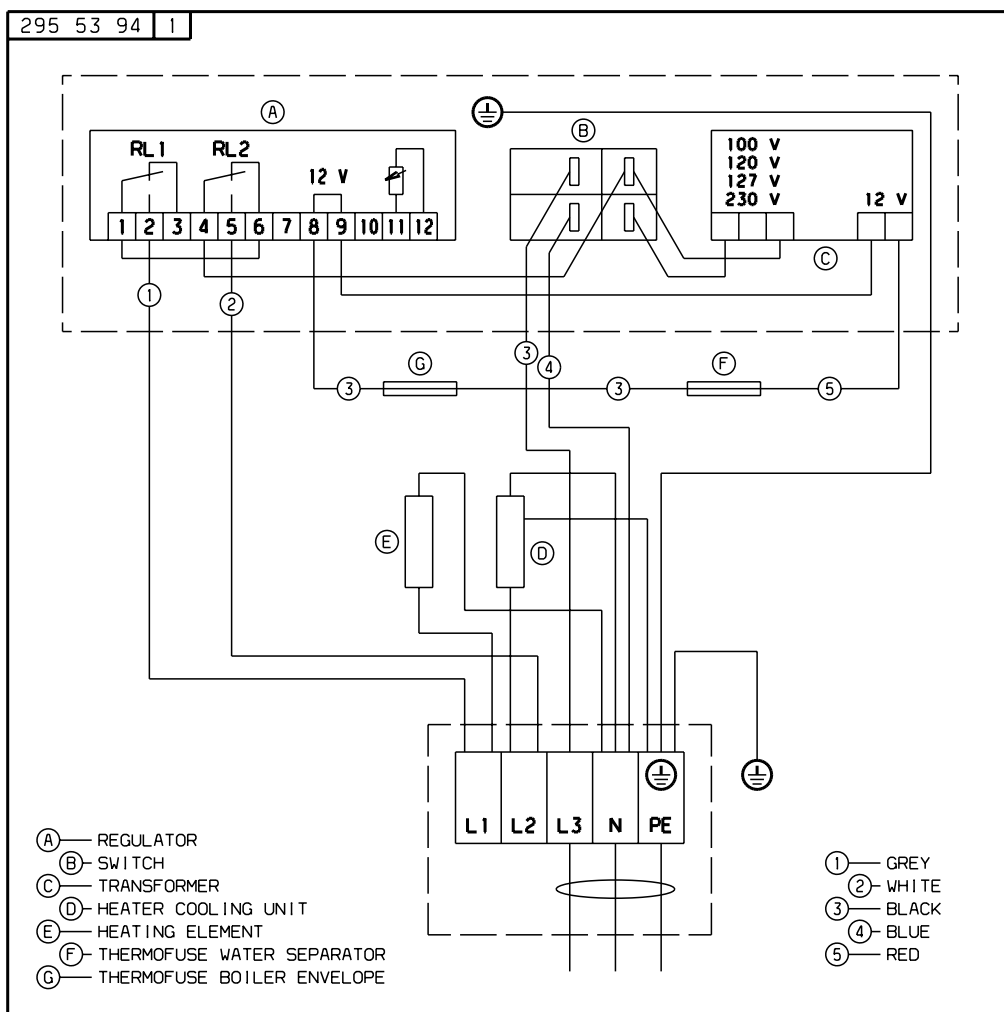 295 53 94 1
A
B
RL1 RL2
12 V
100 V
120 V
127 V
230 V
12 V
1 2 3 4 5 6 7 8 9 10 11 12
C
1 2
3
4
G F
3 3 5
E D
L1 L2 L3 N PE
A REGULATOR
B SWITCH
C TRANSFORMER
D HEATER COOLING UNIT
E HEATING ELEMENT
F THERMOFUSE WATER SEPARATOR
G THERMOFUSE BOILER ENVELOPE
1 GREY
2 WHITE
3 BLACK
4 BLUE
5 RED